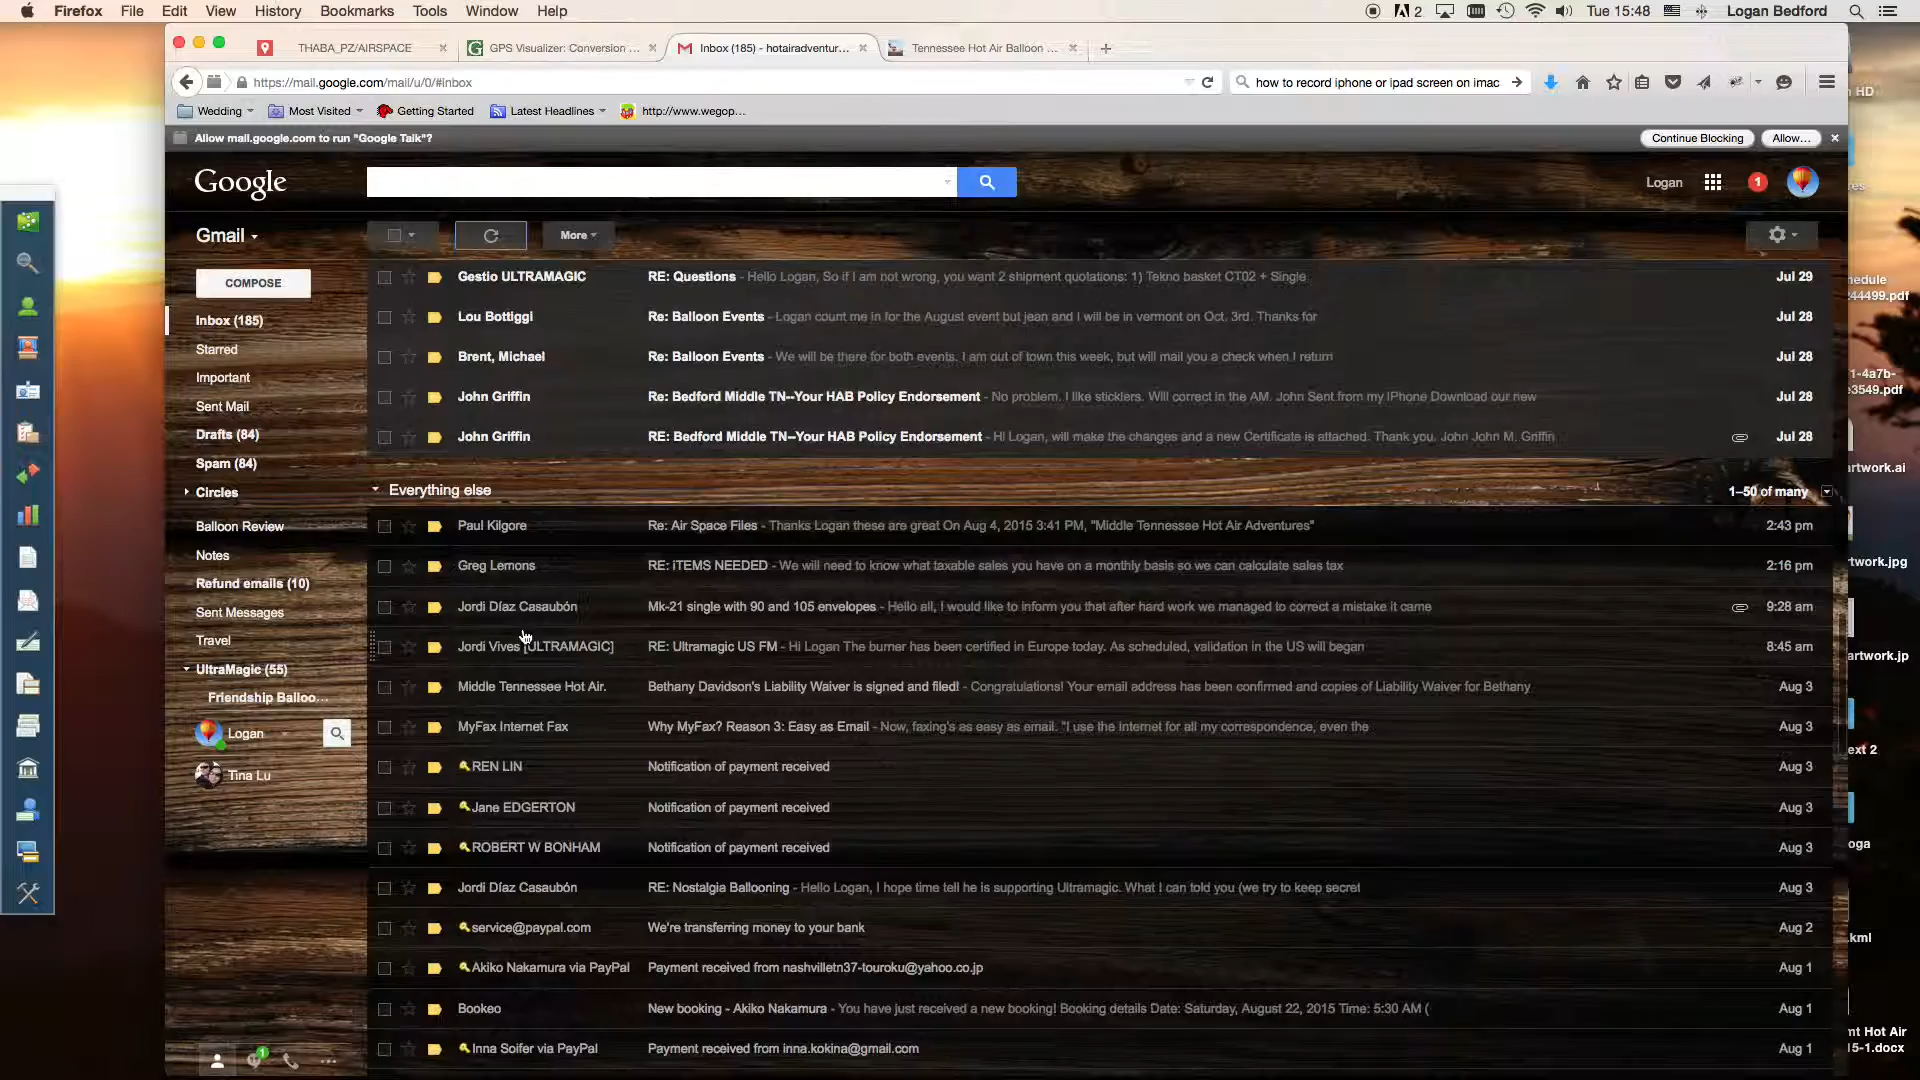 Firefox File Edit View History Bookmarks Tools Window Help
2 Tue 15:48 Logan Bedford
THABA_PZ/AIRSPACE × GPS Visualizer: Conversion ... × Inbox (185) - hotairadventur... × Tennessee Hot Air Balloon ... × +
https://mail.google.com/mail/u/0/#inbox how to record iphone or ipad screen on imac
Wedding Most Visited Getting Started Latest Headlines http://www.wegop...
Allow mail.google.com to run "Google Talk"? Continue Blocking Allow... ×
Google Logan 1
Gmail More
COMPOSE
Inbox (185)
Starred
Important
Sent Mail
Drafts (84)
Spam (84)
Circles
Balloon Review
Notes
Refund emails (10)
Sent Messages
Travel
UltraMagic (55)
Friendship Balloo...
Logan
Tina Lu
1
Gestio ULTRAMAGIC RE: Questions - Hello Logan, So if I am not wrong, you want 2 shipment quotations: 1) Tekno basket CT02 + Single Jul 29
Lou Bottiggi Re: Balloon Events - Logan count me in for the August event but jean and I will be in vermont on Oct. 3rd. Thanks for Jul 28
Brent, Michael Re: Balloon Events - We will be there for both events. I am out of town this week, but will mail you a check when I return Jul 28
John Griffin Re: Bedford Middle TN--Your HAB Policy Endorsement - No problem. I like sticklers. Will correct in the AM. John Sent from my IPhone Download our new Jul 28
John Griffin RE: Bedford Middle TN--Your HAB Policy Endorsement - Hi Logan, will make the changes and a new Certificate is attached. Thank you. John John M. Griffin Jul 28
Everything else 1–50 of many
Paul Kilgore Re: Air Space Files - Thanks Logan these are great On Aug 4, 2015 3:41 PM, "Middle Tennessee Hot Air Adventures" 2:43 pm
Greg Lemons RE: iTEMS NEEDED - We will need to know what taxable sales you have on a monthly basis so we can calculate sales tax 2:16 pm
Jordi Díaz Casaubón Mk-21 single with 90 and 105 envelopes - Hello all, I would like to inform you that after hard work we managed to correct a mistake it came 9:28 am
Jordi Vives [ULTRAMAGIC] RE: Ultramagic US FM - Hi Logan The burner has been certified in Europe today. As scheduled, validation in the US will began 8:45 am
Middle Tennessee Hot Air. Bethany Davidson's Liability Waiver is signed and filed! - Congratulations! Your email address has been confirmed and copies of Liability Waiver for Bethany Aug 3
MyFax Internet Fax Why MyFax? Reason 3: Easy as Email - Now, faxing's as easy as email. "I use the Internet for all my correspondence, even the Aug 3
REN LIN Notification of payment received Aug 3
Jane EDGERTON Notification of payment received Aug 3
ROBERT W BONHAM Notification of payment received Aug 3
Jordi Díaz Casaubón RE: Nostalgia Ballooning - Hello Logan, I hope time tell he is supporting Ultramagic. What I can told you (we try to keep secret Aug 3
service@paypal.com We're transferring money to your bank Aug 2
Akiko Nakamura via PayPal Payment received from nashvilletn37-touroku@yahoo.co.jp Aug 1
Bookeo New booking - Akiko Nakamura - You have just received a new booking! Booking details Date: Saturday, August 22, 2015 Time: 5:30 AM ( Aug 1
Inna Soifer via PayPal Payment received from inna.kokina@gmail.com Aug 1
HD
244499.pdf
1-4a7b-
e3549.pdf
artwork.ai
twork.jpg
artwork.jp
ext 2
oga
.kml
mt Hot Air
15-1.docx